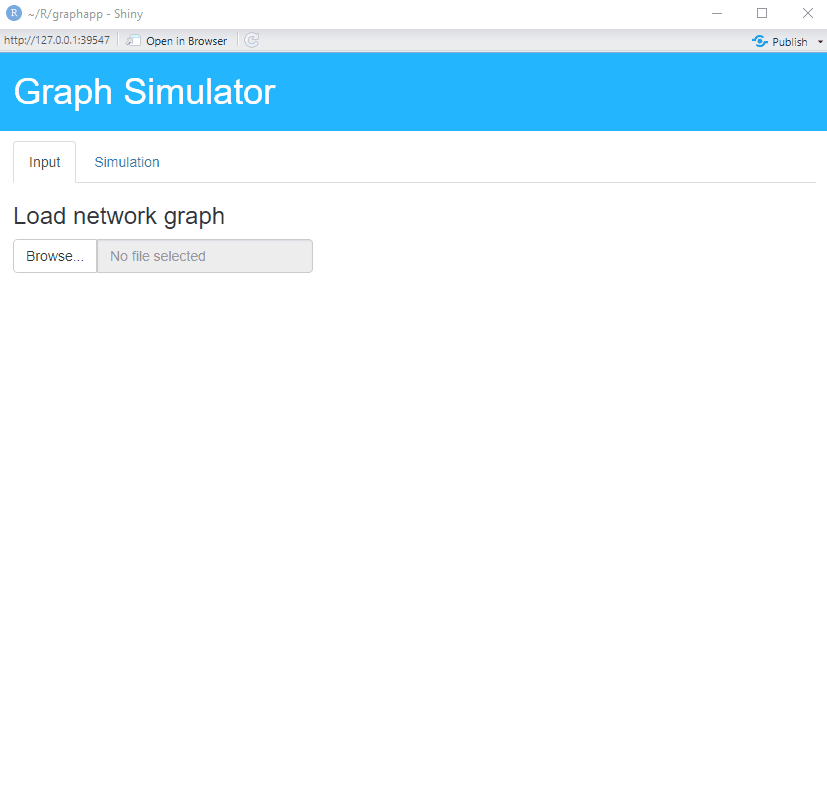 R ~/R/graphapp - Shiny
http://127.0.0.1:39547 Open in Browser Publish
Graph Simulator
Input Simulation
Load network graph
Browse... No file selected